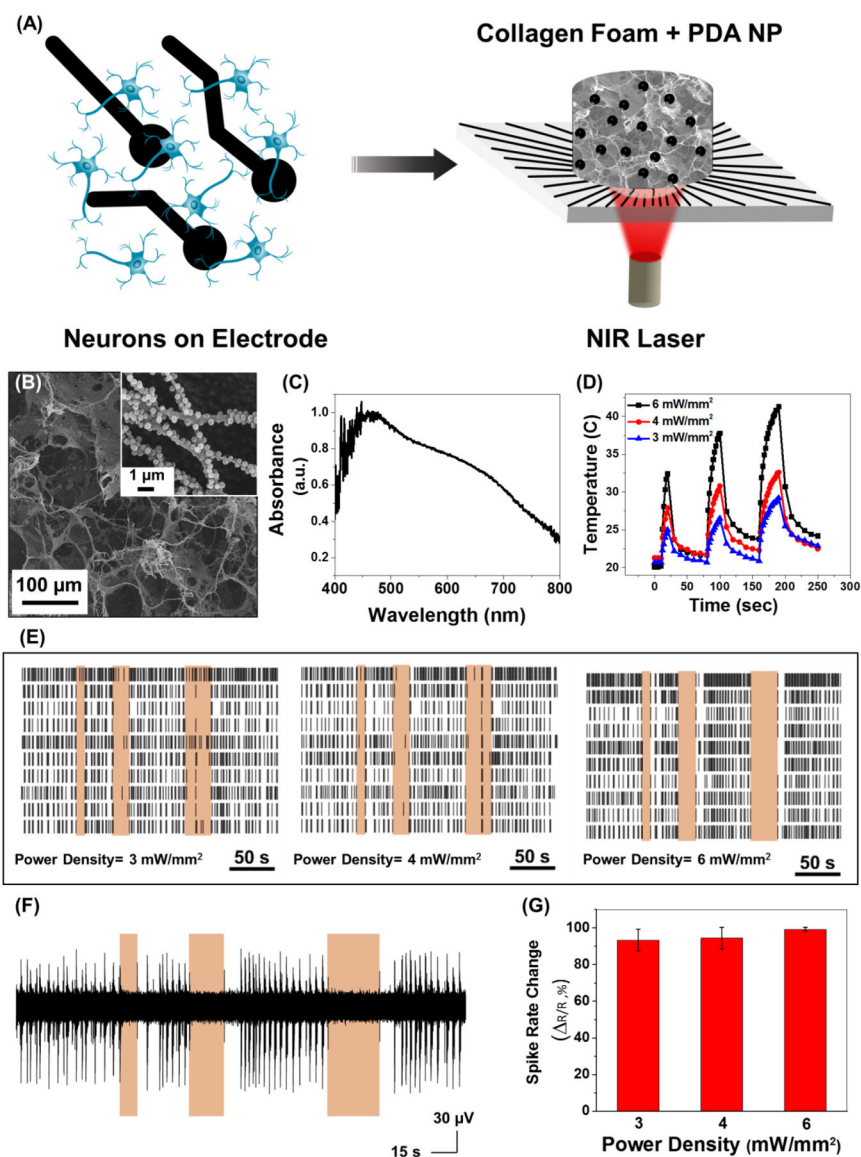 (A)
Collagen Foam + PDA NP
Neurons on Electrode
NIR Laser
(B)
1 µm
100 µm
(C)
Absorbance
(a.u.)
1.0
0.8
0.6
0.4
0.2
400 500 600 700 800
Wavelength (nm)
(D)
6 mW/mm²
4 mW/mm²
3 mW/mm²
Temperature (C)
40
35
30
25
20
0 50 100 150 200 250 300
Time (sec)
(E)
Power Density= 3 mW/mm²
50 s
Power Density= 4 mW/mm²
50 s
Power Density= 6 mW/mm²
50 s
(F)
30 µV
15 s
(G)
Spike Rate Change
(ΔR/R ,%)
100
80
60
40
20
0
3 4 6
Power Density (mW/mm²)